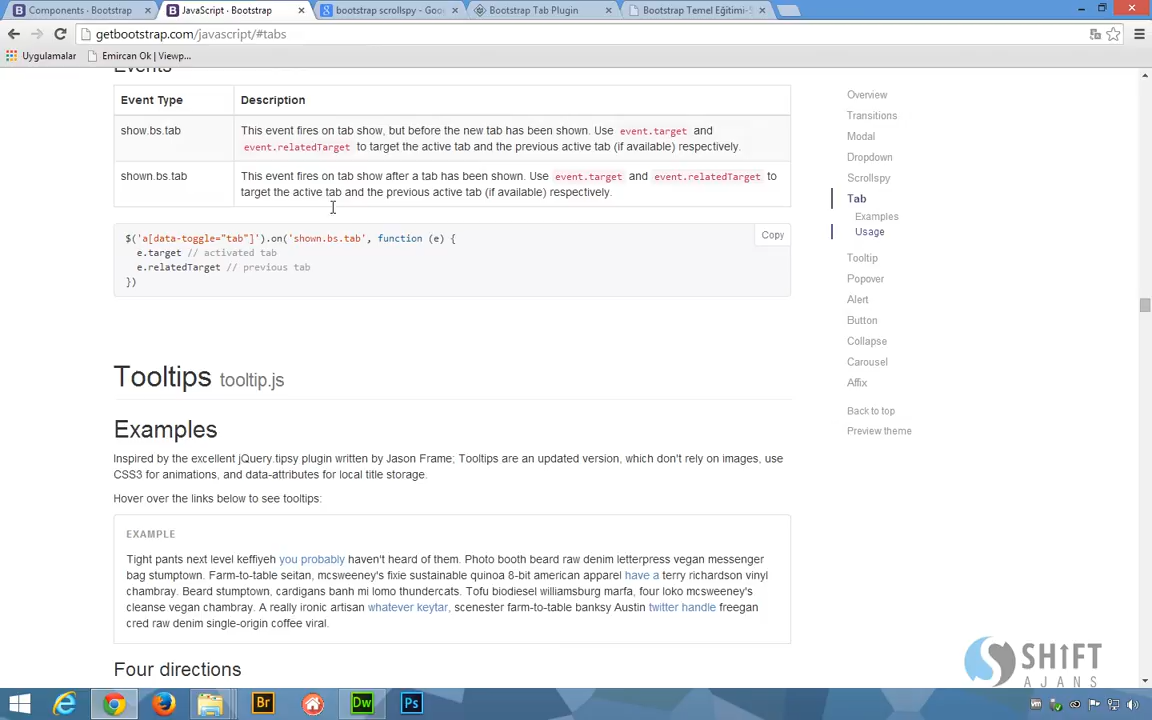 Components · Bootstrap
JavaScript · Bootstrap
bootstrap scrollspy - Goo
Bootstrap Tab Plugin
Bootstrap Temel Eğitimi-5
getbootstrap.com/javascript/#tabs
Uygulamalar
Emircan Ok | Viewp...
Events
Event Type
Description
show.bs.tab
This event fires on tab show, but before the new tab has been shown. Use event.target and
event.relatedTarget to target the active tab and the previous active tab (if available) respectively.
shown.bs.tab
This event fires on tab show after a tab has been shown. Use event.target and event.relatedTarget to
target the active tab and the previous active tab (if available) respectively.
Copy
$('a[data-toggle="tab"]').on('shown.bs.tab', function (e) {
e.target // activated tab
e.relatedTarget // previous tab
})
Tooltips tooltip.js
Examples
Inspired by the excellent jQuery.tipsy plugin written by Jason Frame; Tooltips are an updated version, which don't rely on images, use
CSS3 for animations, and data-attributes for local title storage.
Hover over the links below to see tooltips:
EXAMPLE
Tight pants next level keffiyeh you probably haven't heard of them. Photo booth beard raw denim letterpress vegan messenger
bag stumptown. Farm-to-table seitan, mcsweeney's fixie sustainable quinoa 8-bit american apparel have a terry richardson vinyl
chambray. Beard stumptown, cardigans banh mi lomo thundercats. Tofu biodiesel williamsburg marfa, four loko mcsweeney's
cleanse vegan chambray. A really ironic artisan whatever keytar, scenester farm-to-table banksy Austin twitter handle freegan
cred raw denim single-origin coffee viral.
Four directions
Overview
Transitions
Modal
Dropdown
Scrollspy
Tab
Examples
Usage
Tooltip
Popover
Alert
Button
Collapse
Carousel
Affix
Back to top
Preview theme
SHIFT
AJANS
Br
Dw
Ps